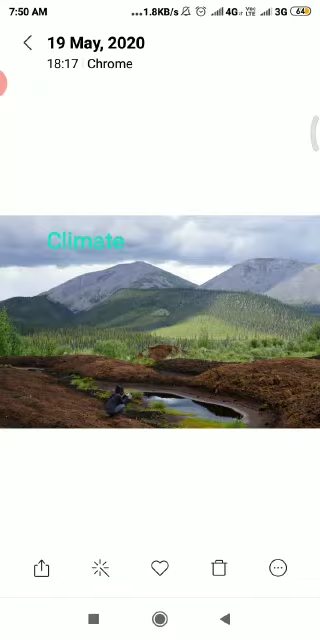 7:50 AM
...1.8KB/s 4G 3G 64
19 May, 2020
18:17 Chrome
Climate